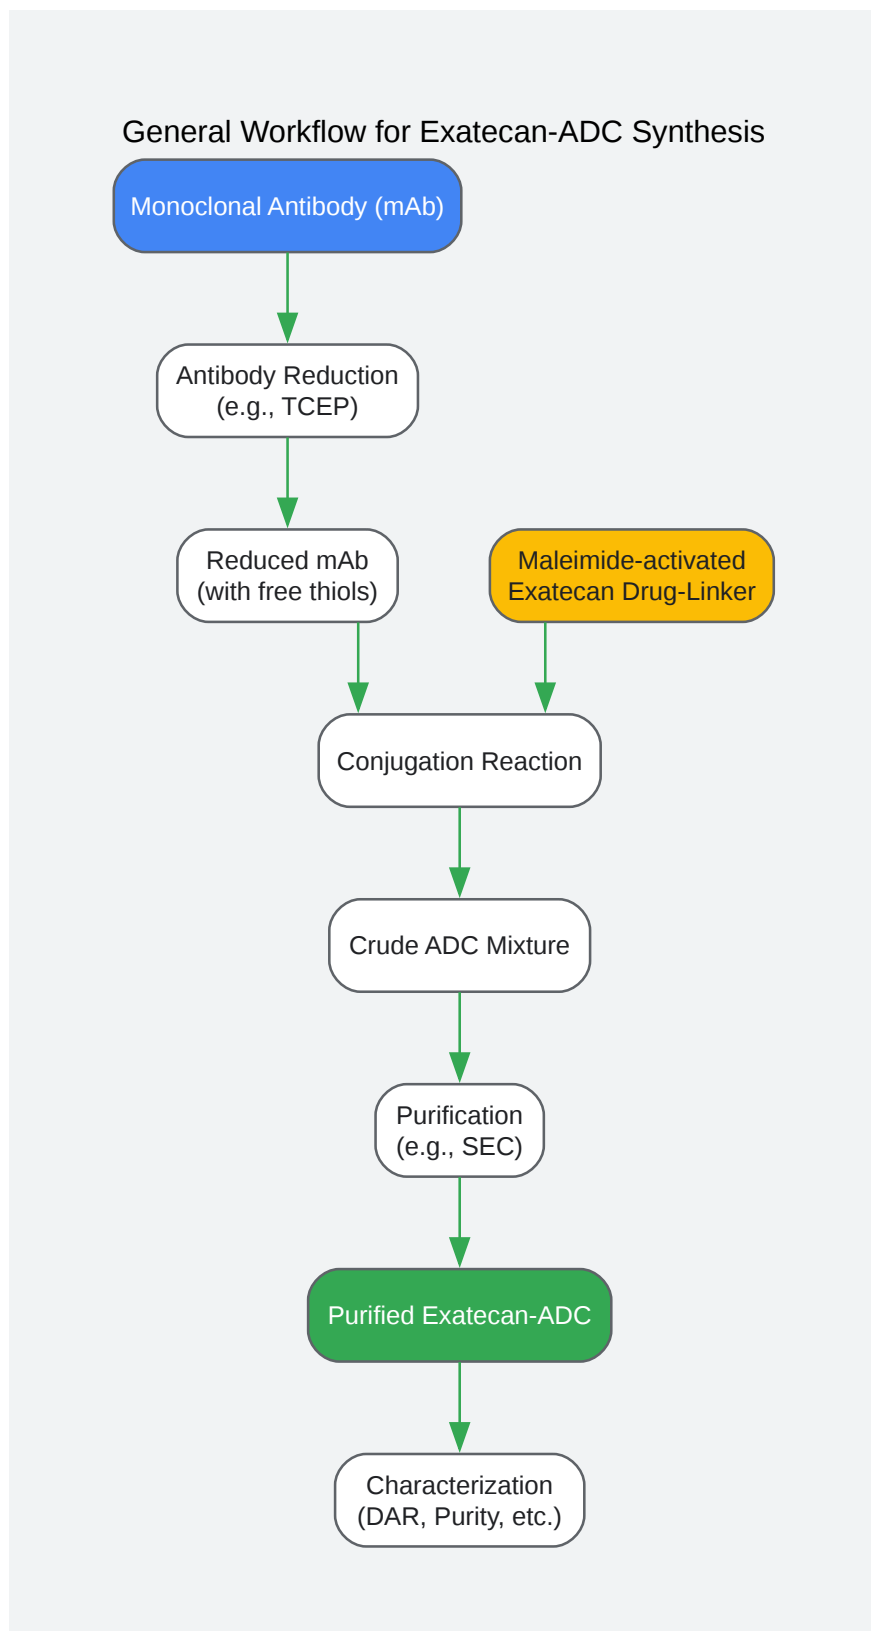 General Workflow for Exatecan-ADC Synthesis
Monoclonal Antibody (mAb)
Antibody Reduction
(e.g., TCEP)
Reduced mAb
(with free thiols)
Maleimide-activated
Exatecan Drug-Linker
Conjugation Reaction
Crude ADC Mixture
Purification
(e.g., SEC)
Purified Exatecan-ADC
Characterization
(DAR, Purity, etc.)